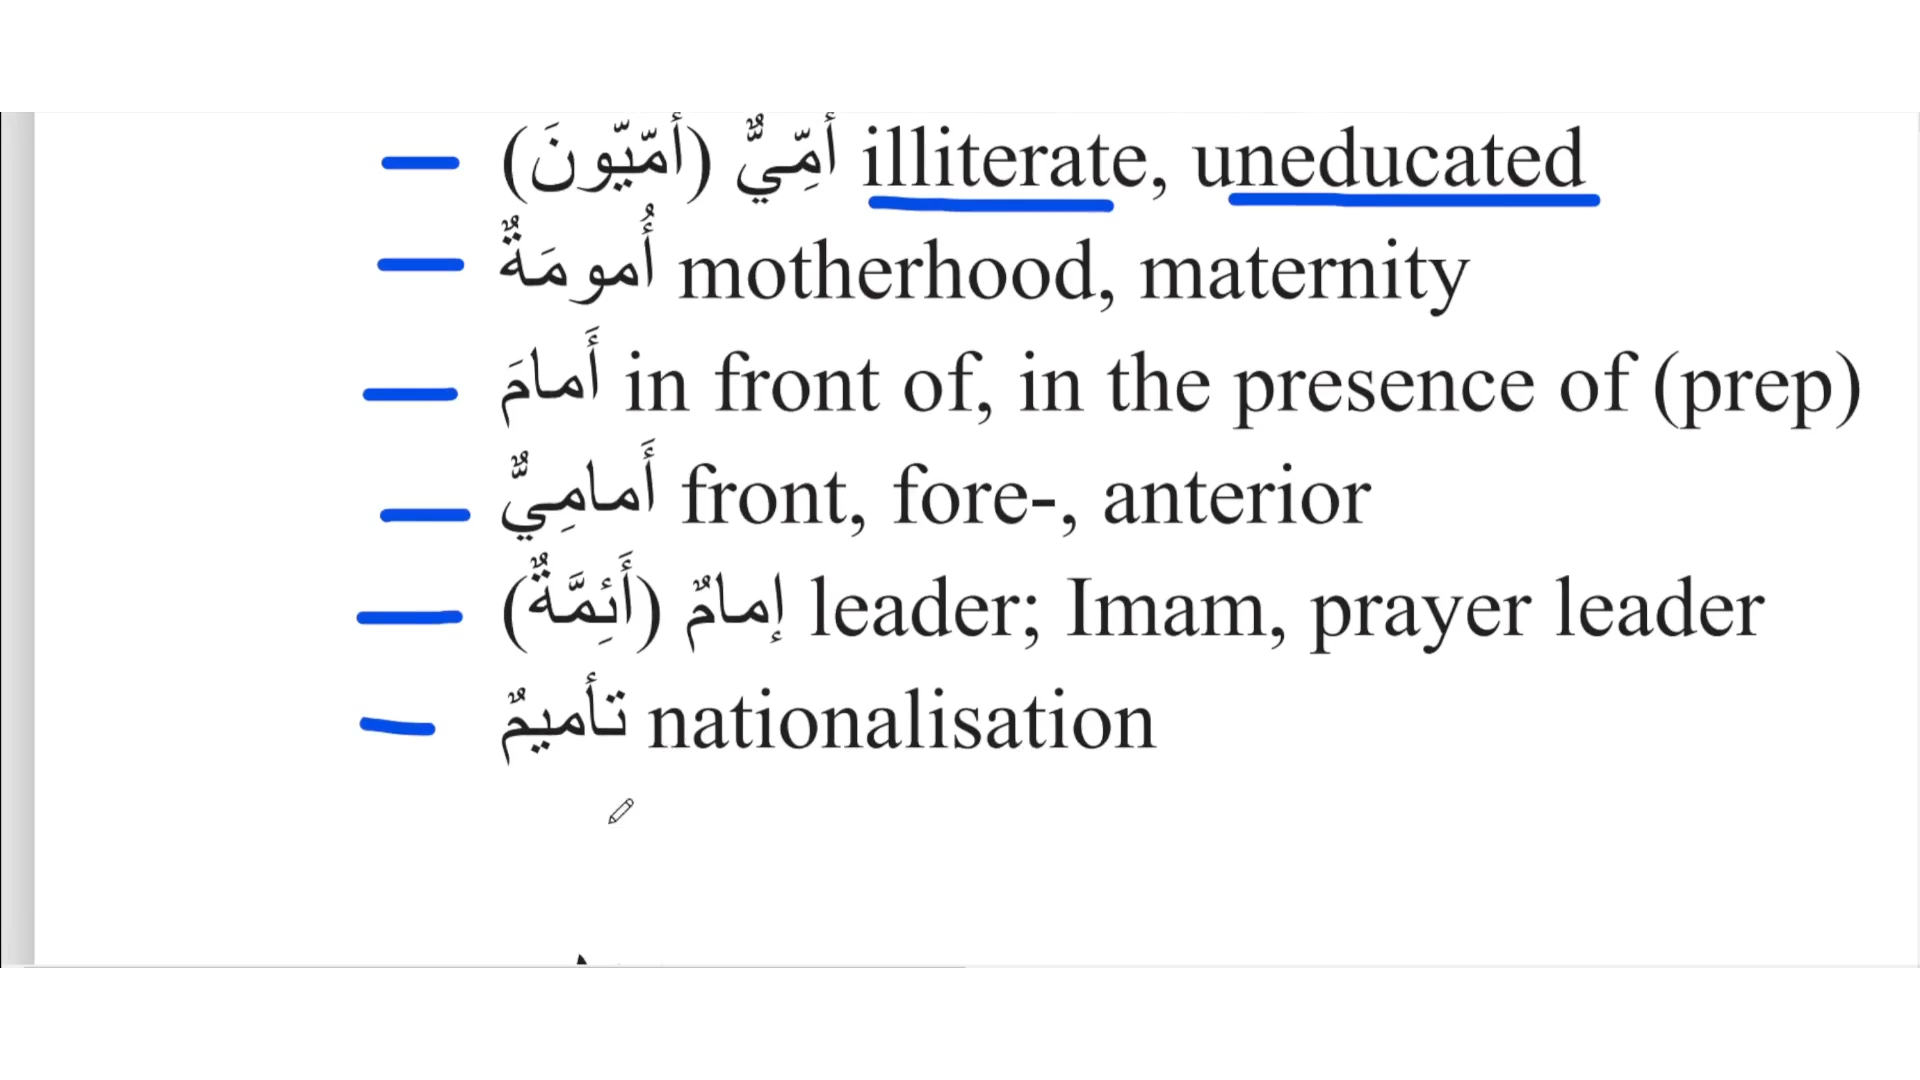 أُمِّيٌّ (أُمِّيّونَ) illiterate, uneducated
أُمومَةٌ motherhood, maternity
أَمامَ in front of, in the presence of (prep)
أَمامِيٌّ front, fore-, anterior
إمامٌ (أَئِمَّةٌ) leader; Imam, prayer leader
تأميمٌ nationalisation